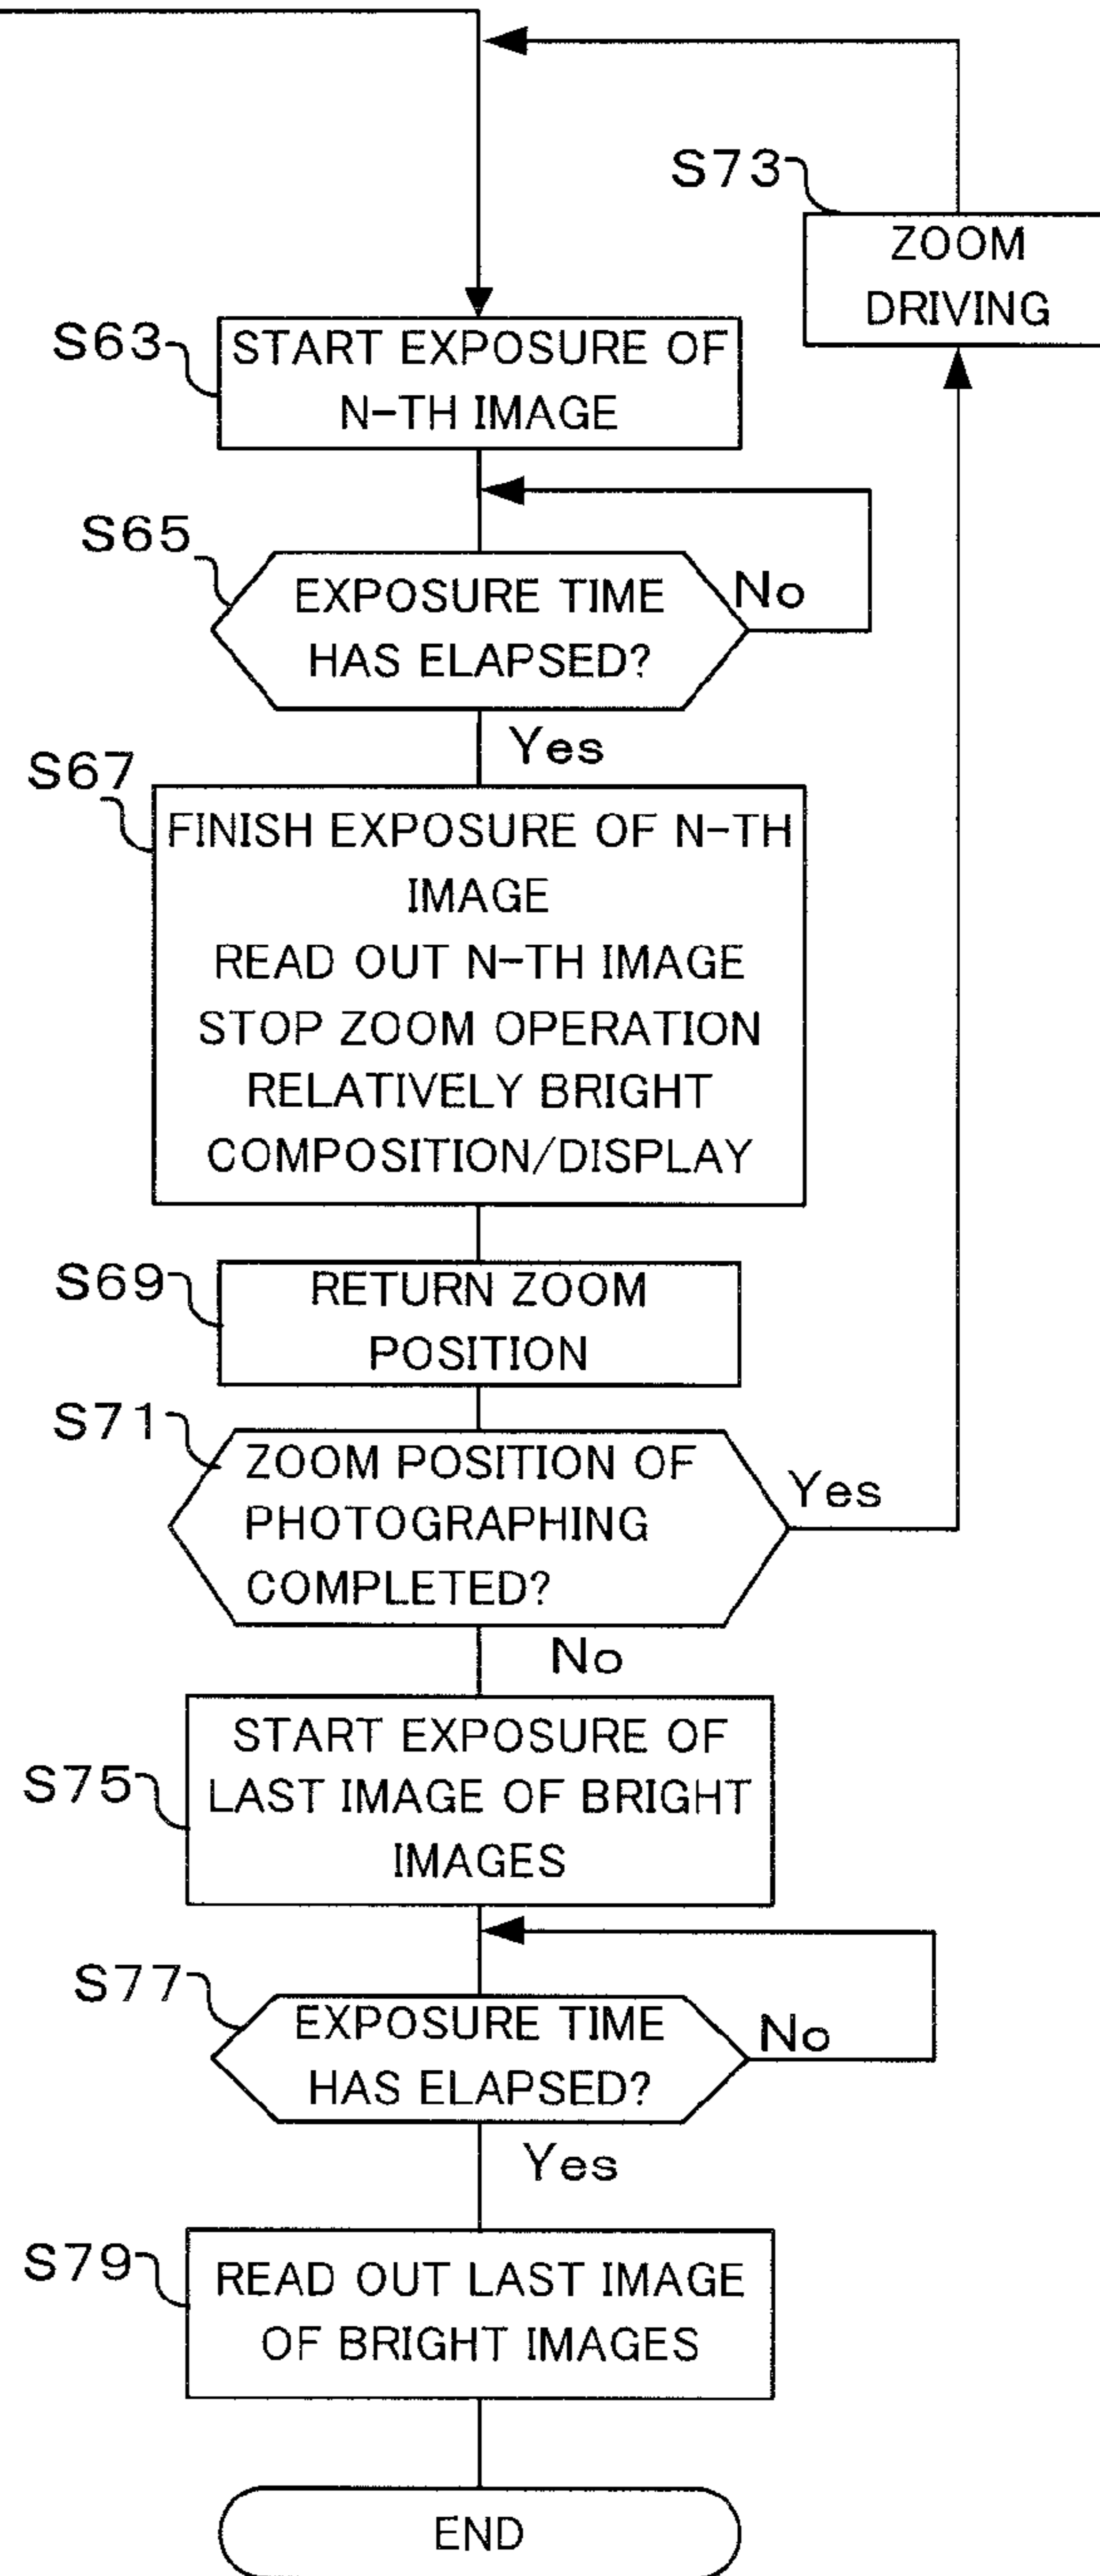 S73
ZOOM
DRIVING
S63
START EXPOSURE OF
N-TH IMAGE
S65
EXPOSURE TIME
HAS ELAPSED?
No
Yes
S67
FINISH EXPOSURE OF N-TH
IMAGE
READ OUT N-TH IMAGE
STOP ZOOM OPERATION
RELATIVELY BRIGHT
COMPOSITION/DISPLAY
S69
RETURN ZOOM
POSITION
S71
ZOOM POSITION OF
PHOTOGRAPHING
COMPLETED?
Yes
No
S75
START EXPOSURE OF
LAST IMAGE OF BRIGHT
IMAGES
S77
EXPOSURE TIME
HAS ELAPSED?
No
Yes
S79
READ OUT LAST IMAGE
OF BRIGHT IMAGES
END